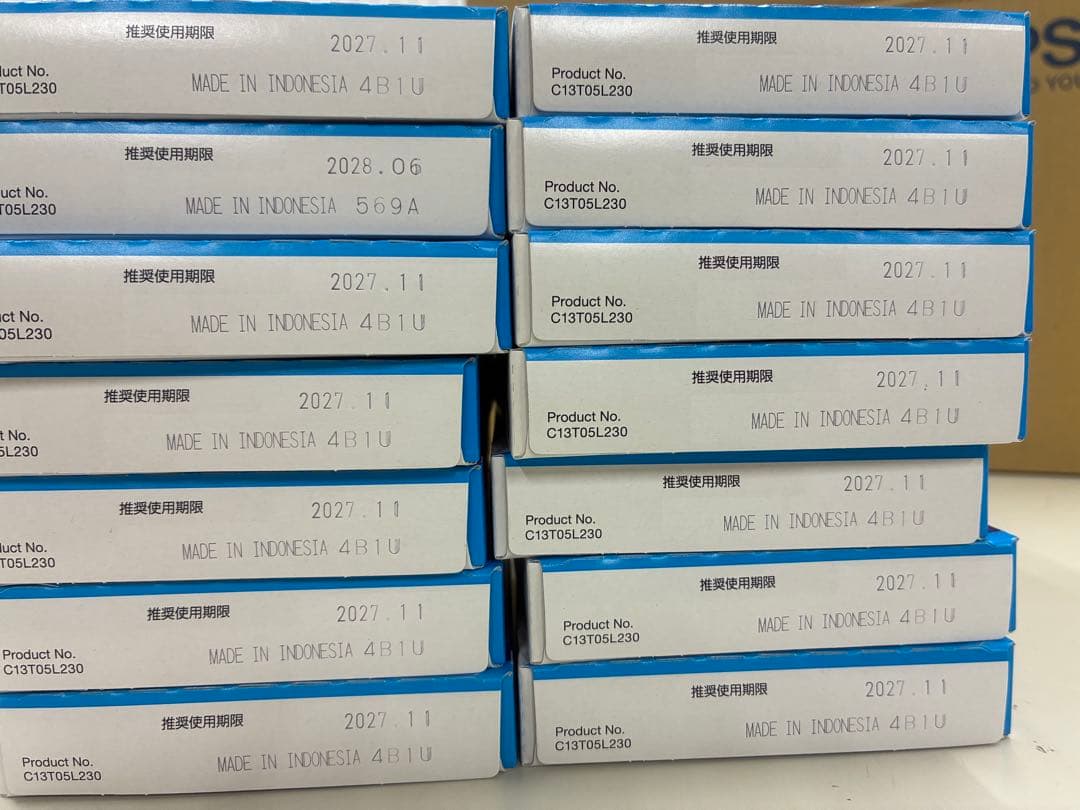 推奨使用期限 2027.11
uct No. MADE IN INDONESIA 4B1U
T05L230
推奨使用期限 2028.06
uct No. MADE IN INDONESIA 569A
T05L230
推奨使用期限 2027.11
ct No. MADE IN INDONESIA 4B1U
05L230
推奨使用期限 2027.11
t No. MADE IN INDONESIA 4B1U
5L230
推奨使用期限 2027.11
uct No. MADE IN INDONESIA 4B1U
T05L230
推奨使用期限 2027.11
Product No. MADE IN INDONESIA 4B1U
C13T05L230
推奨使用期限 2027.11
Product No. MADE IN INDONESIA 4B1U
C13T05L230
推奨使用期限 2027.11
Product No. MADE IN INDONESIA 4B1U
C13T05L230
推奨使用期限 2027.11
Product No. MADE IN INDONESIA 4B1U
C13T05L230
推奨使用期限 2027.11
Product No. MADE IN INDONESIA 4B1U
C13T05L230
推奨使用期限 2027.11
Product No. MADE IN INDONESIA 4B1U
C13T05L230
推奨使用期限 2027.11
Product No. MADE IN INDONESIA 4B1U
C13T05L230
推奨使用期限 2027.11
Product No. MADE IN INDONESIA 4B1U
C13T05L230
推奨使用期限 2027.11
Product No. MADE IN INDONESIA 4B1U
C13T05L230
PS
YOU